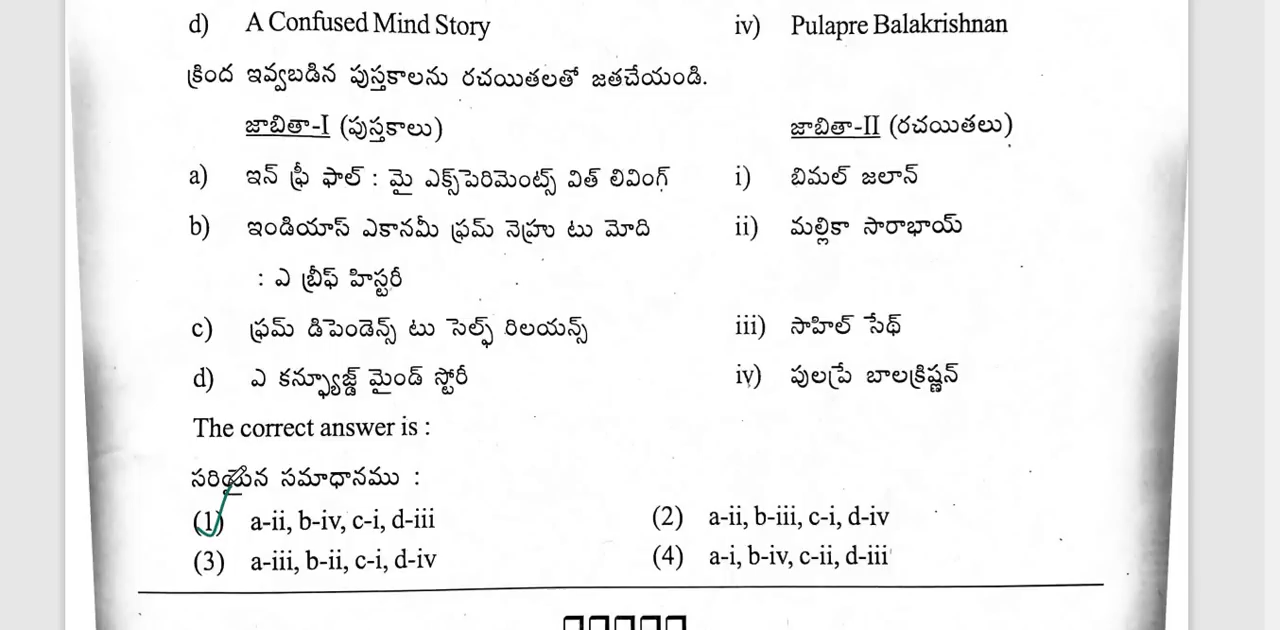 d) A Confused Mind Story iv) Pulapre Balakrishnan
క్రింద ఇవ్వబడిన పుస్తకాలను రచయితలతో జతచేయండి.
జాబితా-I (పుస్తకాలు) జాబితా-II (రచయితలు)
a) ఇన్ ఫ్రీ ఫాల్ : మై ఎక్స్‌పెరిమెంట్స్ విత్ లివింగ్ i) బిమల్ జలాన్
b) ఇండియాస్ ఎకానమీ ఫ్రమ్ నెహ్రు టు మోది ii) మల్లికా సారాభాయ్
: ఎ బ్రీఫ్ హిస్టరీ
c) ఫ్రమ్ డిపెండెన్స్ టు సెల్ఫ్ రిలయన్స్ iii) సాహిల్ సేథ్
d) ఎ కన్ఫ్యూజ్డ్ మైండ్ స్టోరీ iv) పులప్రే బాలక్రిష్ణన్
The correct answer is :
సరియైన సమాధానము :
(1) a-ii, b-iv, c-i, d-iii (2) a-ii, b-iii, c-i, d-iv
(3) a-iii, b-ii, c-i, d-iv (4) a-i, b-iv, c-ii, d-iii